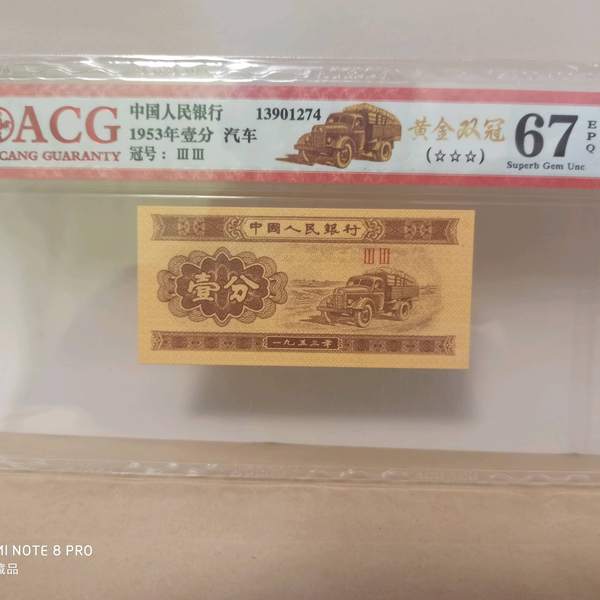 ACG
CANG GUARANTY
中国人民银行
13901274
1953年壹分 汽车
冠号：ⅢⅢ
黄金双冠
(☆☆☆)
67
EPQ
Superb Gem Unc
中國人民銀行
ⅢⅢ
壹分
一九五三年
MI NOTE 8 PRO
藏品